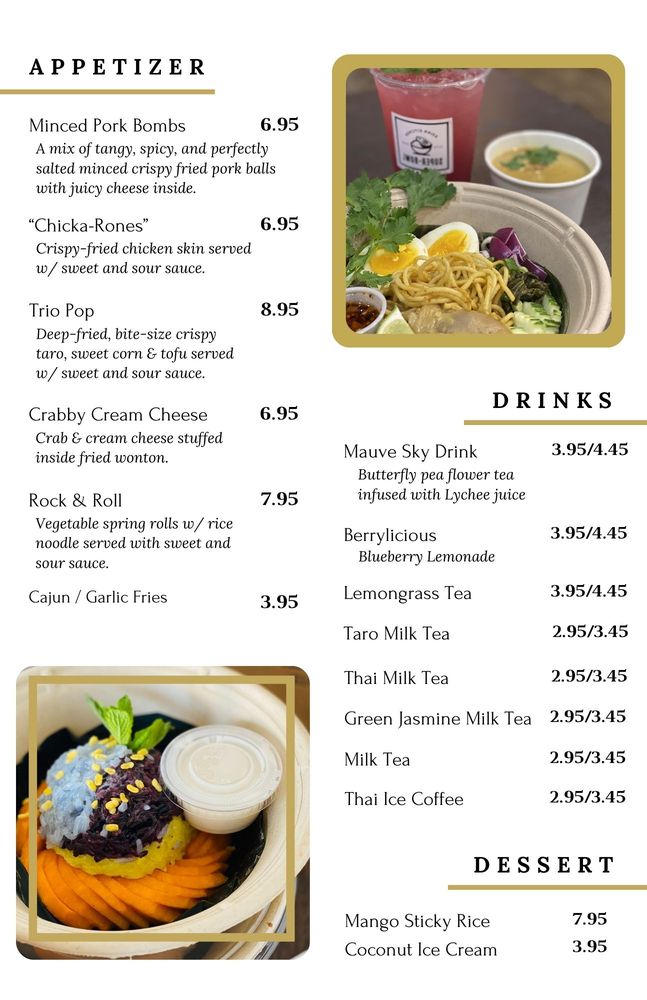 APPETIZER
Minced Pork Bombs 6.95
A mix of tangy, spicy, and perfectly
salted minced crispy fried pork balls
with juicy cheese inside.
“Chicka-Rones” 6.95
Crispy-fried chicken skin served
w/ sweet and sour sauce.
Trio Pop 8.95
Deep-fried, bite-size crispy
taro, sweet corn & tofu served
w/ sweet and sour sauce.
Crabby Cream Cheese 6.95
Crab & cream cheese stuffed
inside fried wonton.
Rock & Roll 7.95
Vegetable spring rolls w/ rice
noodle served with sweet and
sour sauce.
Cajun / Garlic Fries 3.95
DRINKS
Mauve Sky Drink 3.95/4.45
Butterfly pea flower tea
infused with Lychee juice
Berrylicious 3.95/4.45
Blueberry Lemonade
Lemongrass Tea 3.95/4.45
Taro Milk Tea 2.95/3.45
Thai Milk Tea 2.95/3.45
Green Jasmine Milk Tea 2.95/3.45
Milk Tea 2.95/3.45
Thai Ice Coffee 2.95/3.45
DESSERT
Mango Sticky Rice 7.95
Coconut Ice Cream 3.95